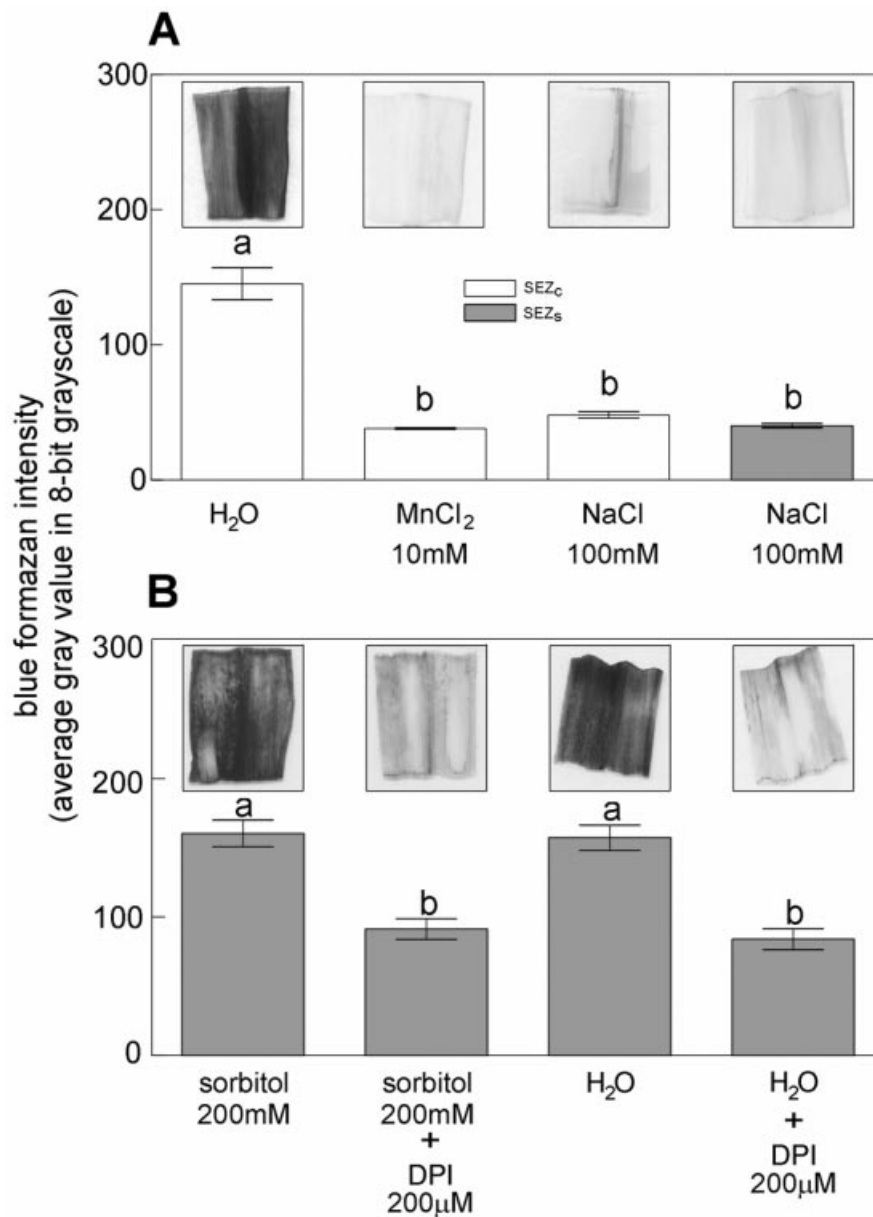 A
300
200
100
0
a
b
b
b
SEZc
SEZs
H2O
MnCl2
10mM
NaCl
100mM
NaCl
100mM
blue formazan intensity
(average gray value in 8-bit grayscale)
B
300
200
100
0
a
b
a
b
sorbitol
200mM
sorbitol
200mM
+
DPI
200μM
H2O
H2O
+
DPI
200μM